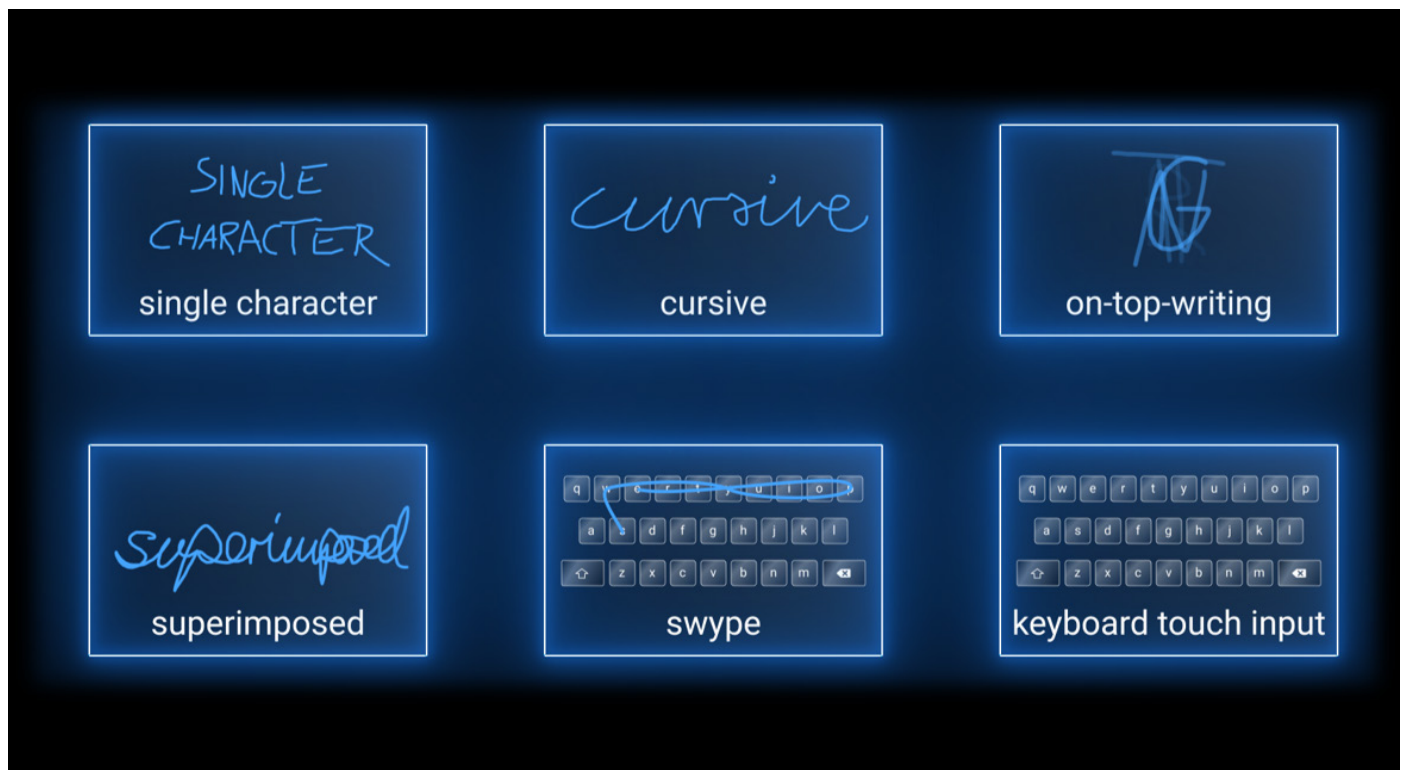 SINGLE
CHARACTER
single character
cursive
cursive
on-top-writing
superimposed
superimposed
q w e r t y u i o p
a s d f g h j k l
z x c v b n m
swype
q w e r t y u i o p
a s d f g h j k l
z x c v b n m
keyboard touch input